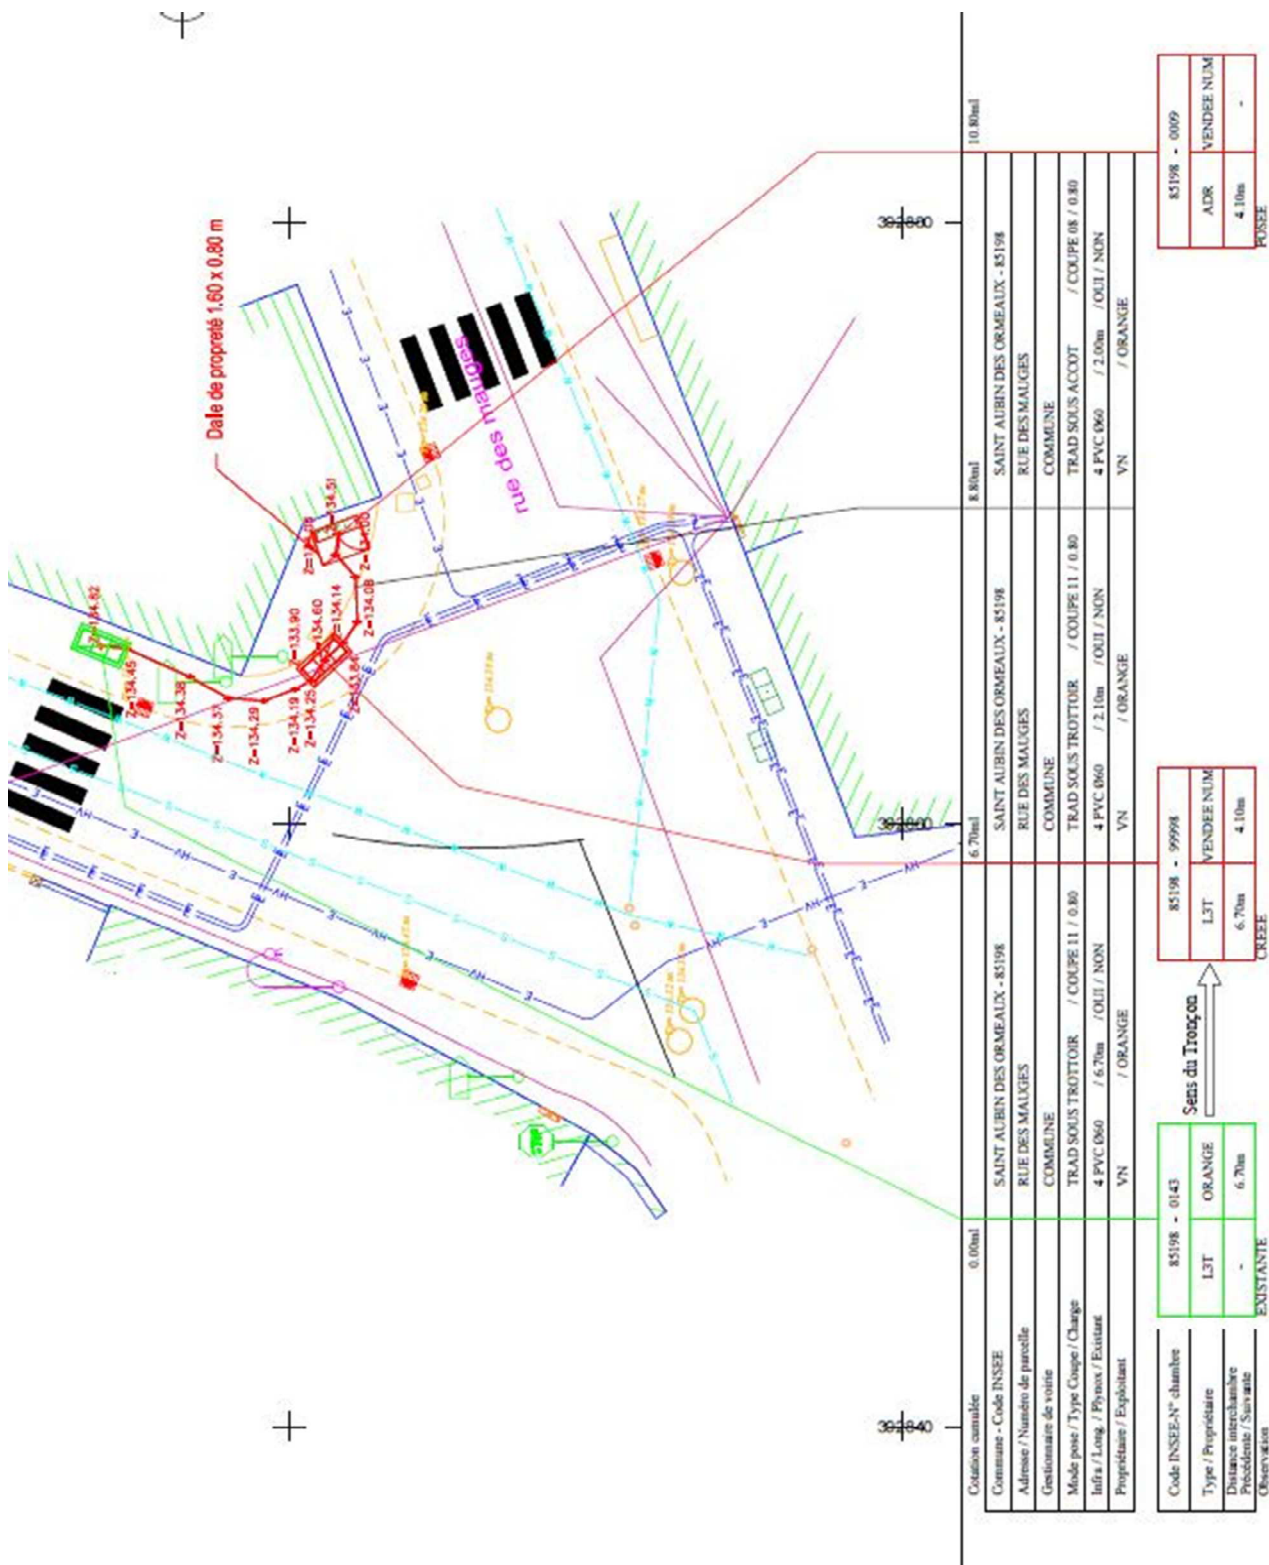 Dalle de propreté 1.60 x 0.80 m
rue des mauges
Z=134.82
Z=134.45
Z=134.38
Z=134.37
Z=134.29
Z=134.19
Z=134.25
Z=133.90
Z=134.60
Z=134.14
Z=134.08
Z=134.51
392840
Cotation cumulée 0.00ml 6.70ml 8.80ml 10.80ml
Commune - Code INSEE SAINT AUBIN DES ORMEAUX - 85198 SAINT AUBIN DES ORMEAUX - 85198 SAINT AUBIN DES ORMEAUX - 85198
Adresse / Numéro de parcelle RUE DES MAUGES RUE DES MAUGES RUE DES MAUGES
Gestionnaire de voirie COMMUNE COMMUNE COMMUNE
Mode pose / Type Coupe / Charge TRAD SOUS TROTTOIR / COUPE 11 / 0.80 TRAD SOUS TROTTOIR / COUPE 11 / 0.80 TRAD SOUS ACCOT / COUPE 08 / 0.80
Infra / Long. / Plynox / Existant 4 PVC Ø60 / 6.70m / OUI / NON 4 PVC Ø60 / 2.10m / OUI / NON 4 PVC Ø60 / 2.00m / OUI / NON
Propriétaire / Exploitant VN / ORANGE VN / ORANGE VN / ORANGE
Sens du Tronçon
Code INSEE-N° chambre 85198 - 0143 85198 - 99998 85198 - 0009
Type / Propriétaire L3T ORANGE L3T VENDEE NUM ADR VENDEE NUM
Distance interchambre
Précédente / Suivante - 6.70m 6.70m 4.10m 4.10m -
Observation EXISTANTE CREEE POSEE